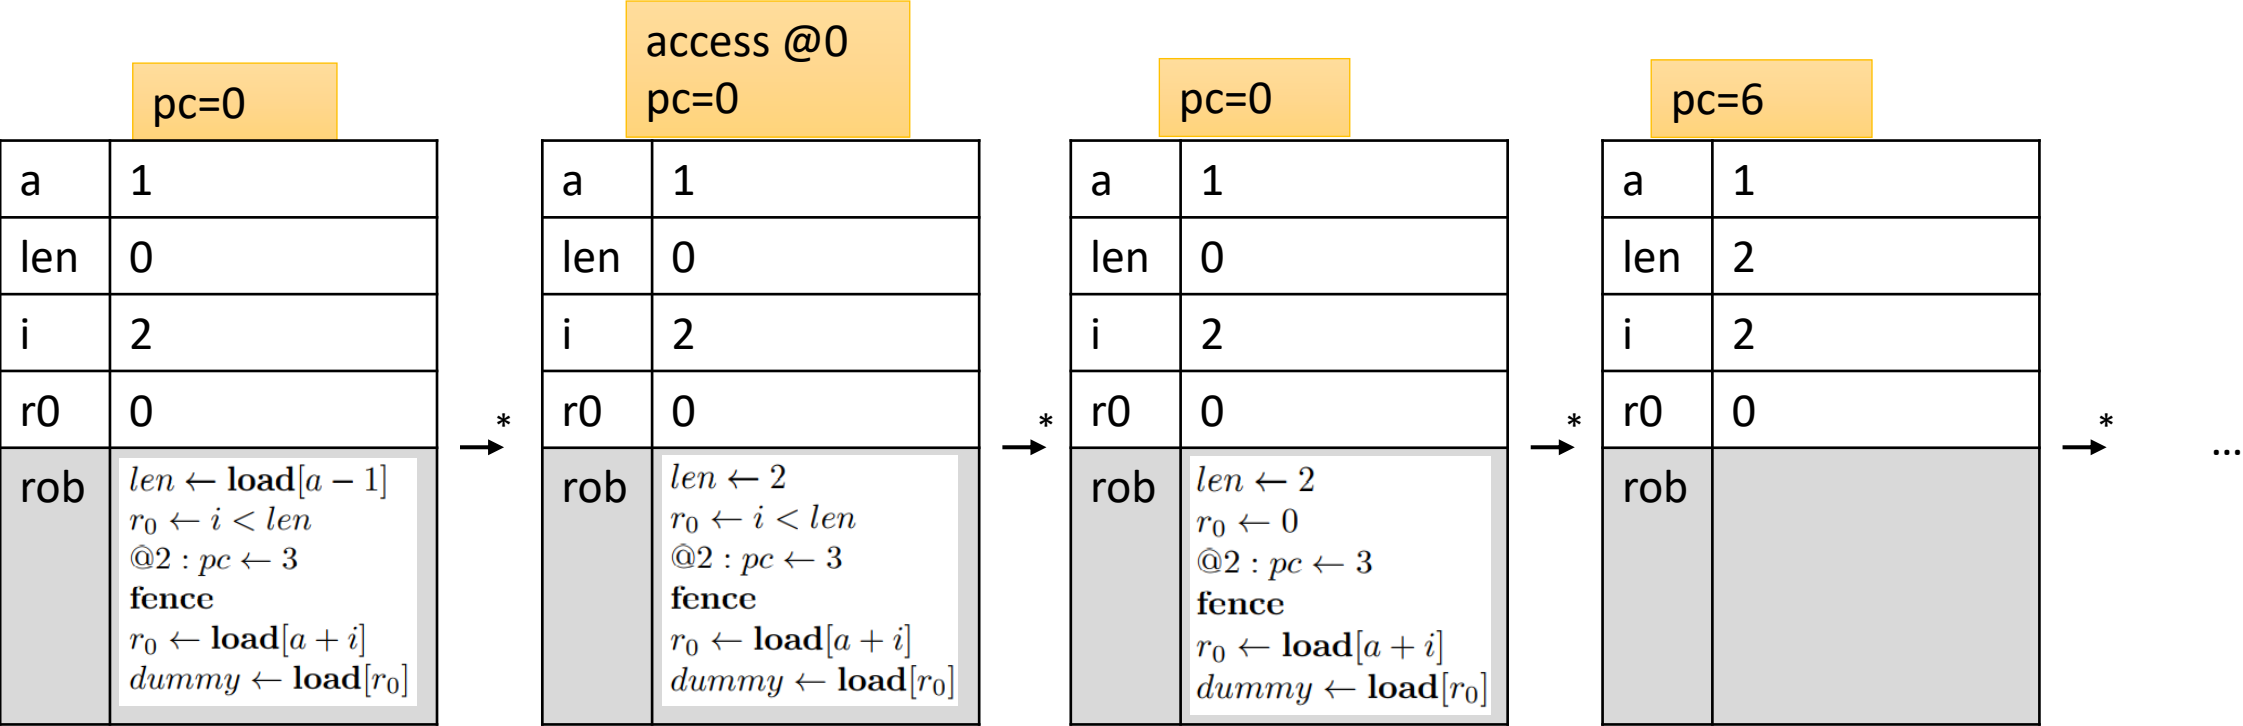 pc=0
a 1
len 0
i 2
r0 0
rob
len ← load[a − 1]
r0 ← i < len
@2 : pc ← 3
fence
r0 ← load[a + i]
dummy ← load[r0]
→*
access @0
pc=0
a 1
len 0
i 2
r0 0
rob
len ← 2
r0 ← i < len
@2 : pc ← 3
fence
r0 ← load[a + i]
dummy ← load[r0]
→*
pc=0
a 1
len 0
i 2
r0 0
rob
len ← 2
r0 ← 0
@2 : pc ← 3
fence
r0 ← load[a + i]
dummy ← load[r0]
→*
pc=6
a 1
len 2
i 2
r0 0
rob
→*
...